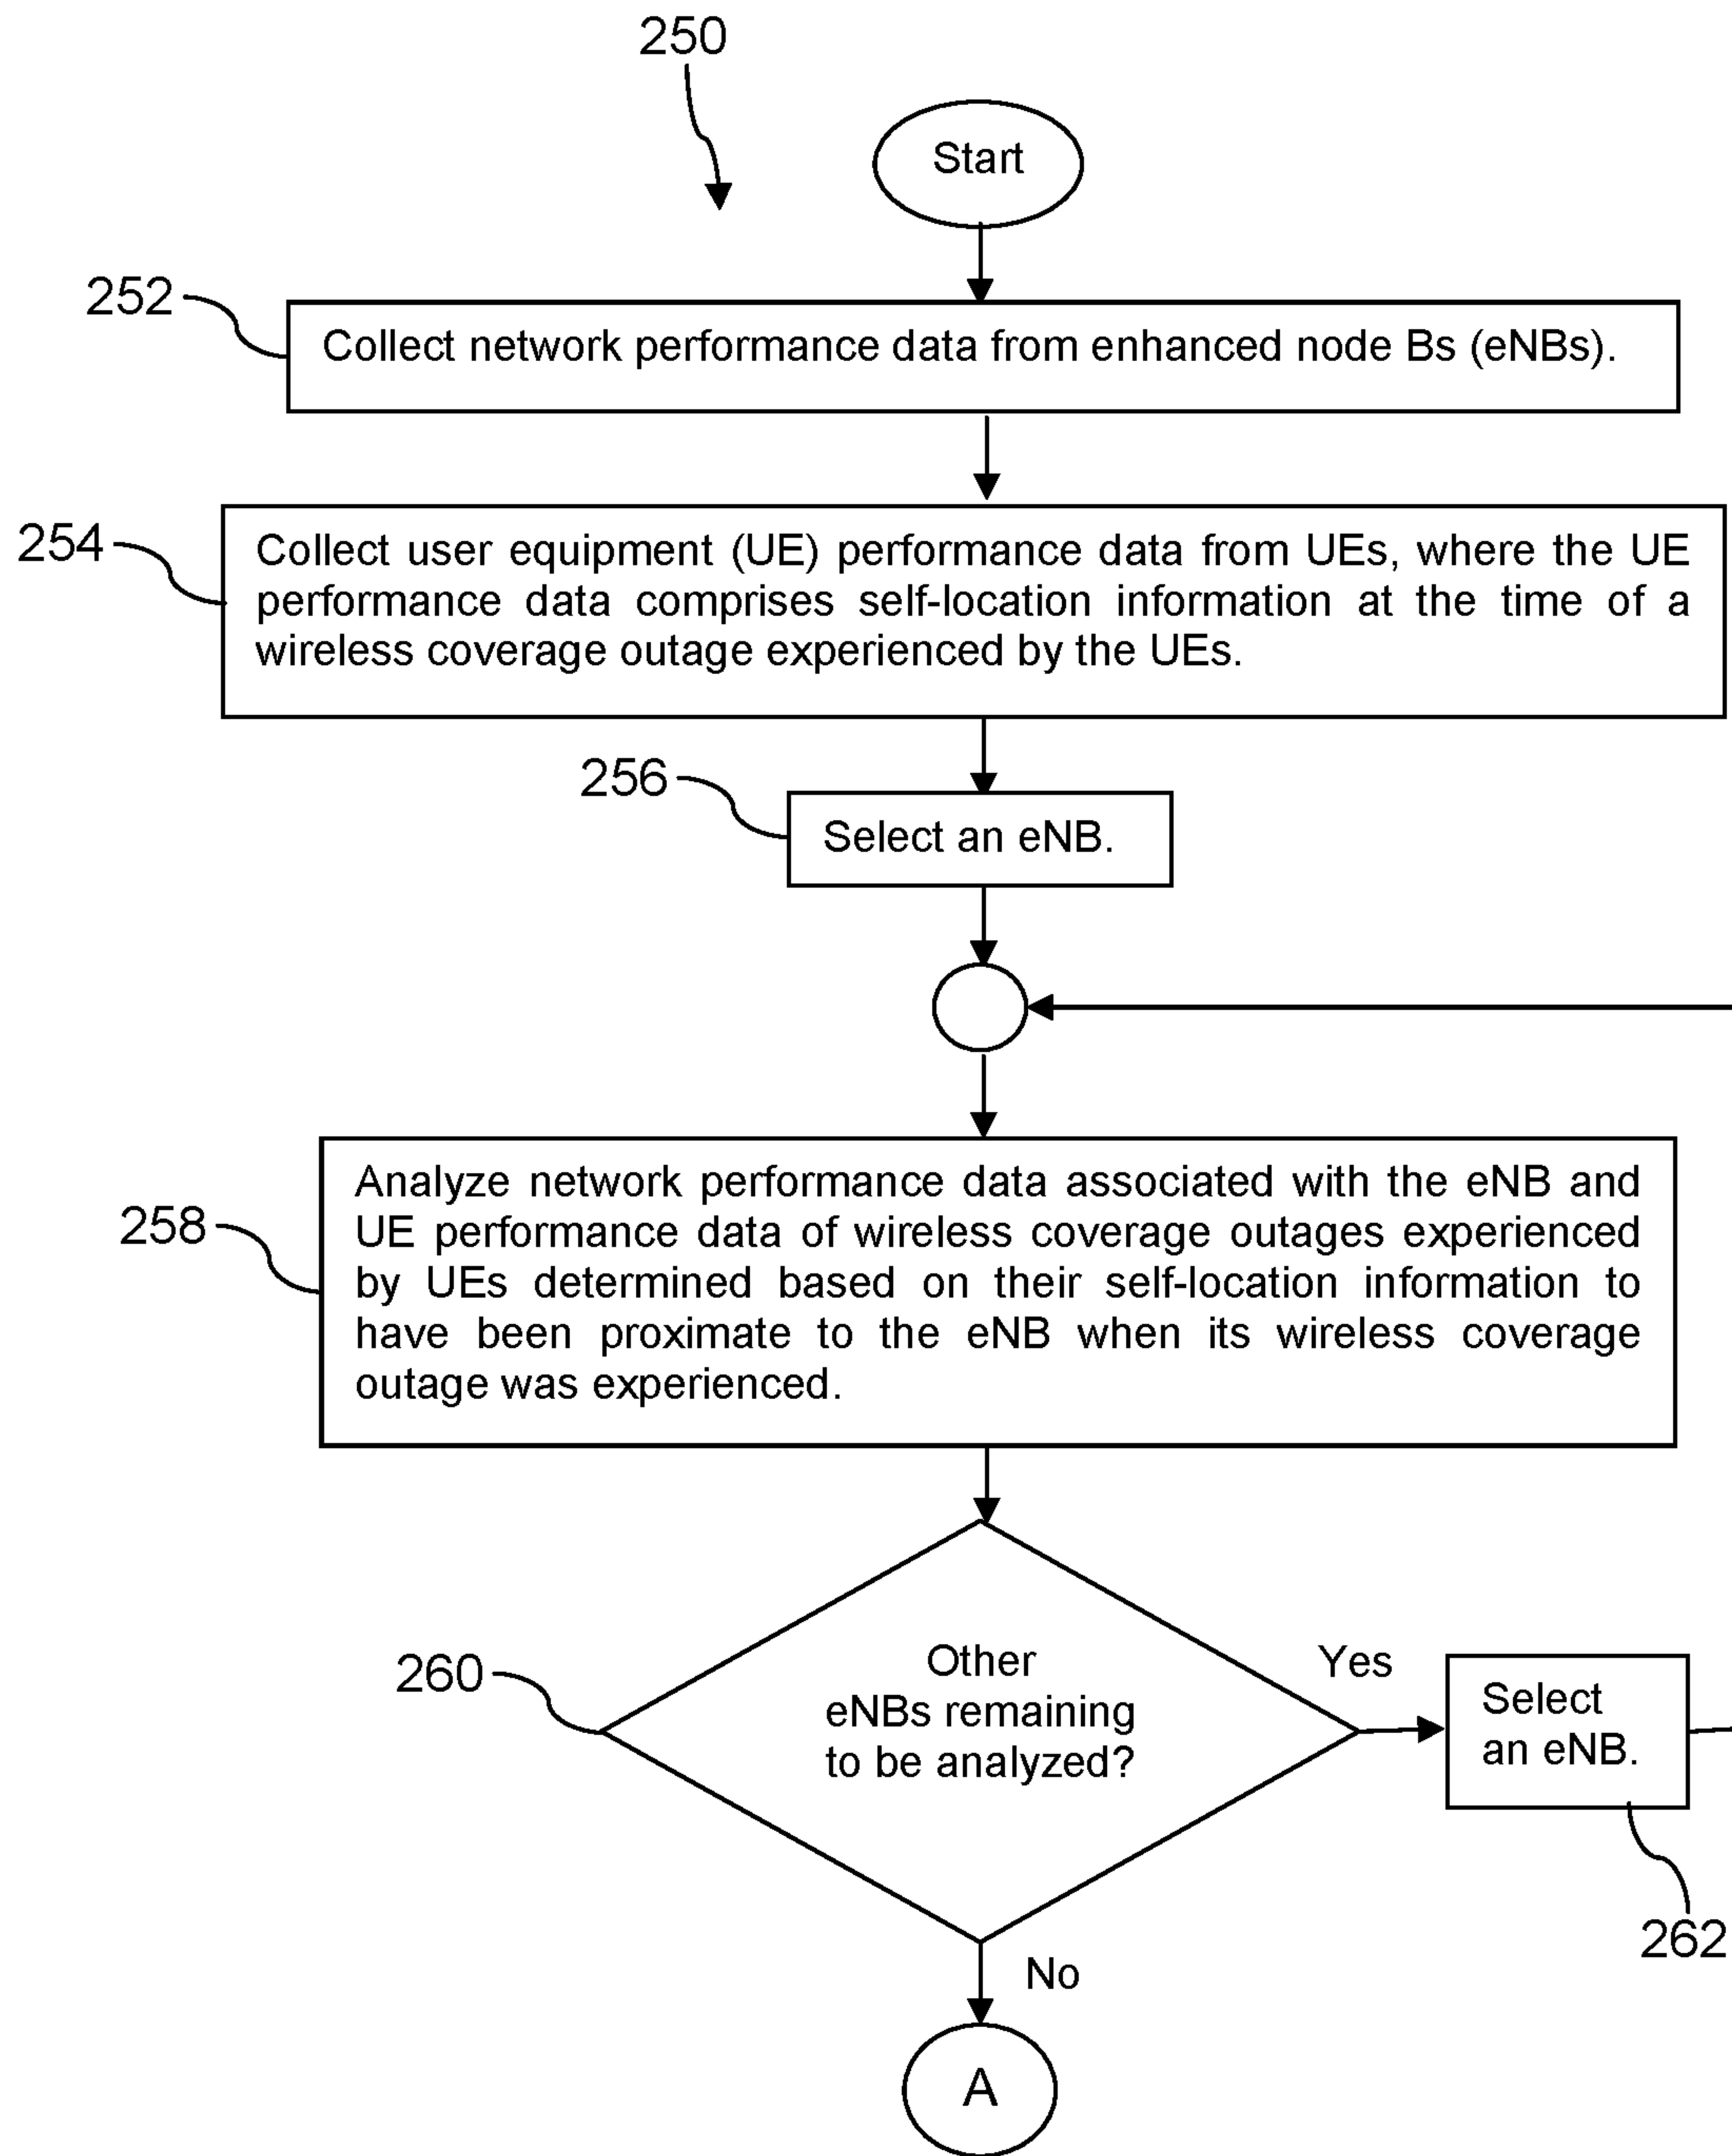 250
Start
252
Collect network performance data from enhanced node Bs (eNBs).
254
Collect user equipment (UE) performance data from UEs, where the UE
performance data comprises self-location information at the time of a
wireless coverage outage experienced by the UEs.
256
Select an eNB.
258
Analyze network performance data associated with the eNB and
UE performance data of wireless coverage outages experienced
by UEs determined based on their self-location information to
have been proximate to the eNB when its wireless coverage
outage was experienced.
260
Other
eNBs remaining
to be analyzed?
Yes
Select
an eNB.
262
No
A